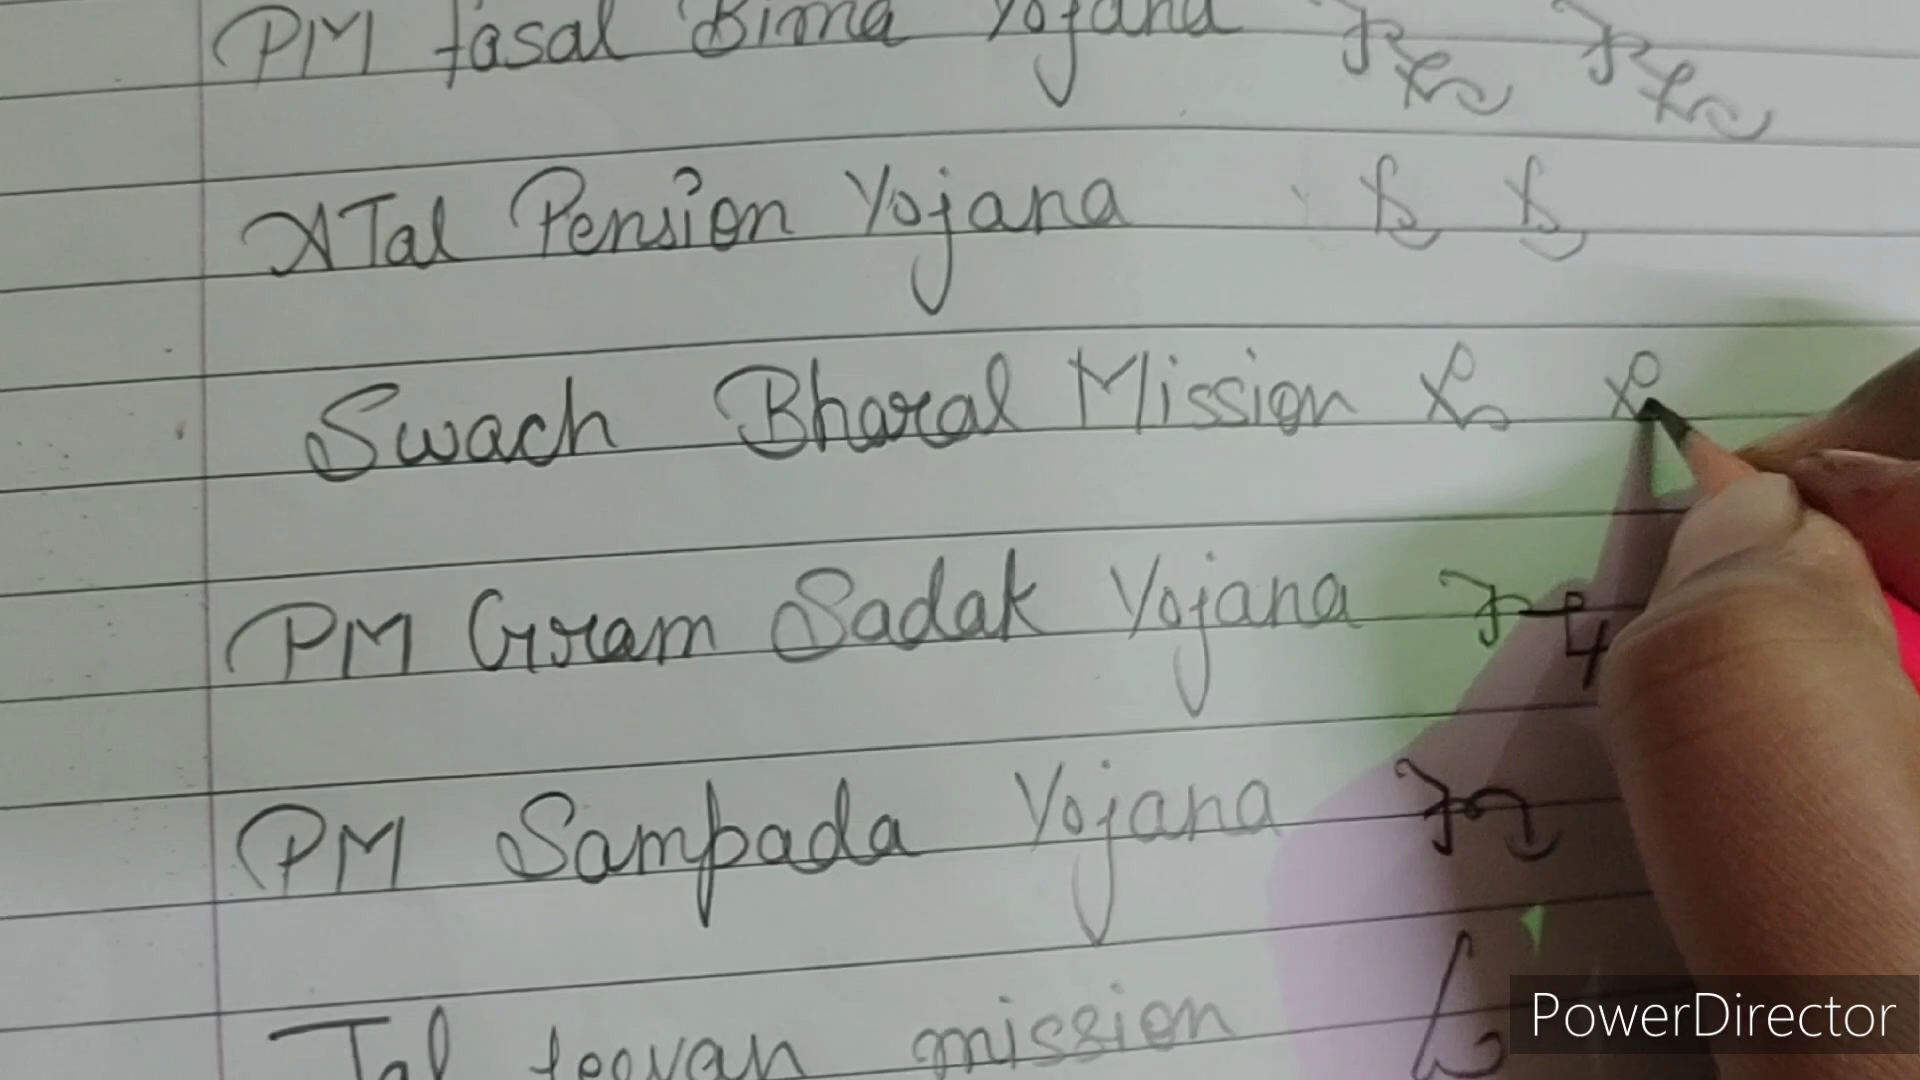 PM fasal Bima Yojana
ATal Pension Yojana
Swach Bharal Mission
PM Gram Sadak Yojana
PM Sampada Yojana
Jal jeevan mission
PowerDirector